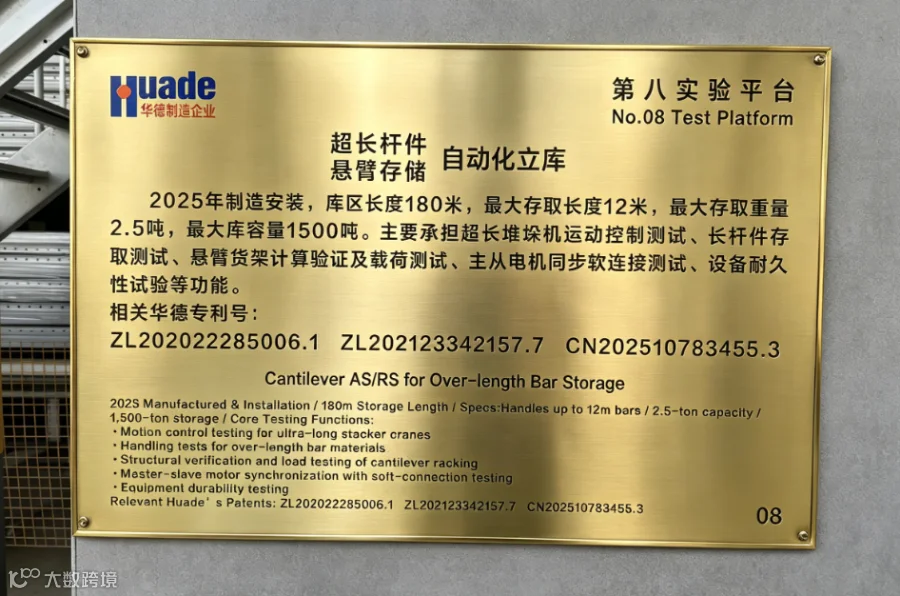 Huade
华德制造企业
第八实验平台
No.08 Test Platform
超长杆件
悬臂存储
自动化立库
2025年制造安装，库区长度180米，最大存取长度12米，最大存取重量
2.5吨，最大库容量1500吨。主要承担超长堆垛机运动控制测试、长杆件存
取测试、悬臂货架计算验证及载荷测试、主从电机同步软连接测试、设备耐久
性试验等功能。
相关华德专利号：
ZL202022285006.1 ZL202123342157.7 CN202510783455.3
Cantilever AS/RS for Over-length Bar Storage
202S Manufactured & Installation / 180m Storage Length / Specs:Handles up to 12m bars / 2.5-ton capacity /
1,500-ton storage / Core Testing Functions:
· Motion control testing for ultra-long stacker cranes
· Handling tests for over-length bar materials
· Structural verification and load testing of cantilever racking
· Master-slave motor synchronization with soft-connection testing
· Equipment durability testing
Relevant Huade's Patents: ZL202022285006.1 ZL202123342157.7 CN202510783455.3
08
大数跨境